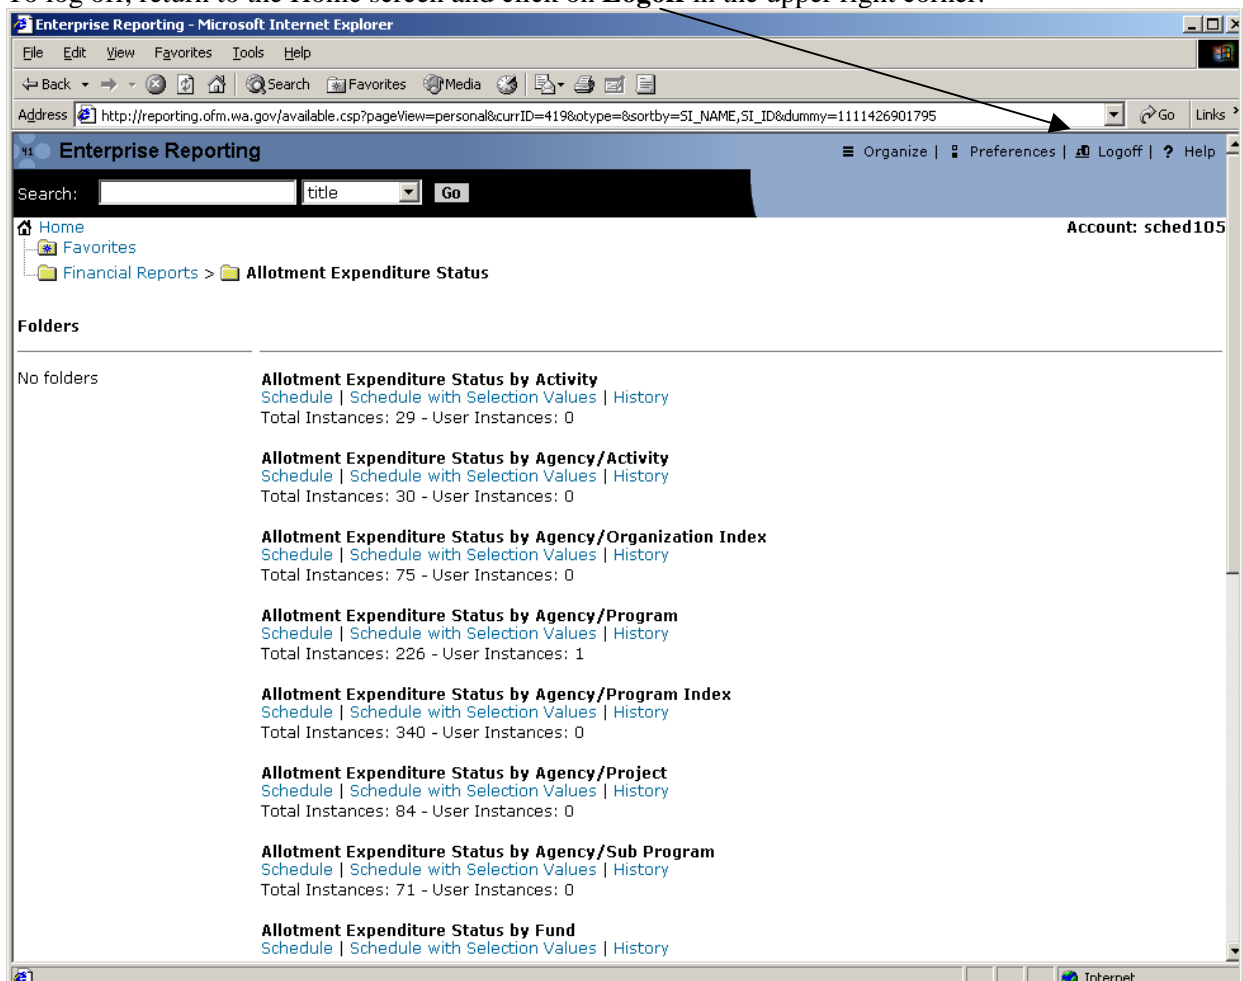 To log off, return to the Home screen and click on Logoff in the upper right corner.
Enterprise Reporting - Microsoft Internet Explorer
File Edit View Favorites Tools Help
Back Search Favorites Media
Address http://reporting.ofm.wa.gov/available.csp?pageView=personal&currID=419&otype=&sortby=SI_NAME,SI_ID&dummy=1111426901795 Go Links
Enterprise Reporting Organize | Preferences | Logoff | ? Help
Search: title Go
Home Account: sched105
Favorites
Financial Reports > Allotment Expenditure Status
Folders
No folders
Allotment Expenditure Status by Activity
Schedule | Schedule with Selection Values | History
Total Instances: 29 - User Instances: 0
Allotment Expenditure Status by Agency/Activity
Schedule | Schedule with Selection Values | History
Total Instances: 30 - User Instances: 0
Allotment Expenditure Status by Agency/Organization Index
Schedule | Schedule with Selection Values | History
Total Instances: 75 - User Instances: 0
Allotment Expenditure Status by Agency/Program
Schedule | Schedule with Selection Values | History
Total Instances: 226 - User Instances: 1
Allotment Expenditure Status by Agency/Program Index
Schedule | Schedule with Selection Values | History
Total Instances: 340 - User Instances: 0
Allotment Expenditure Status by Agency/Project
Schedule | Schedule with Selection Values | History
Total Instances: 84 - User Instances: 0
Allotment Expenditure Status by Agency/Sub Program
Schedule | Schedule with Selection Values | History
Total Instances: 71 - User Instances: 0
Allotment Expenditure Status by Fund
Schedule | Schedule with Selection Values | History
Internet